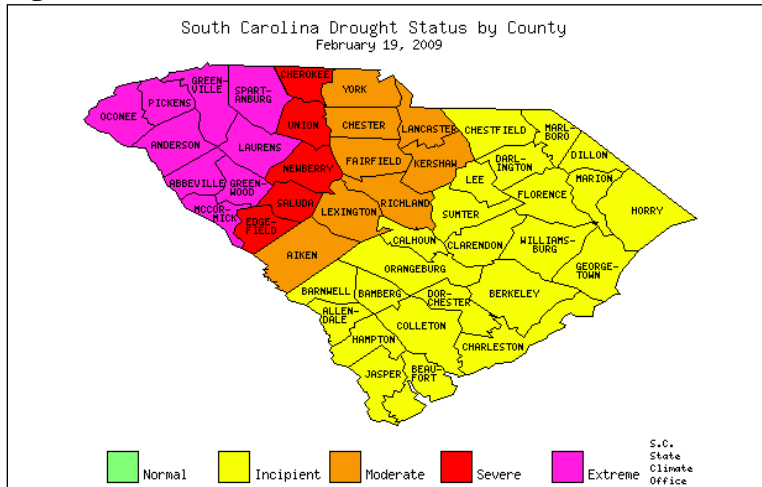 South Carolina Drought Status by County
February 19, 2009
CHEROKEE
GREEN-
VILLE
YORK
SPART-
ANBURG
PICKENS
OCONEE
UNION
CHESTER
LANCASTER
CHESTFIELD
MARL-
BORO
ANDERSON
LAURENS
FAIRFIELD
KERSHAW
DARL-
INGTON
DILLON
NEWBERRY
LEE
MARION
ABBEVILLE
GREEN-
WOOD
FLORENCE
SALUDA
RICHLAND
MCCOR-
MICK
EDGE-
FIELD
LEXINGTON
SUMTER
HORRY
CALHOUN
CLARENDON
WILLIAMS-
BURG
AIKEN
ORANGEBURG
GEORGE-
TOWN
BARNWELL
BAMBERG
DOR-
CHESTER
BERKELEY
ALLEN-
DALE
COLLETON
HAMPTON
CHARLESTON
JASPER
BEAU-
FORT
Normal
Incipient
Moderate
Severe
Extreme
S.C.
State
Climate
Office